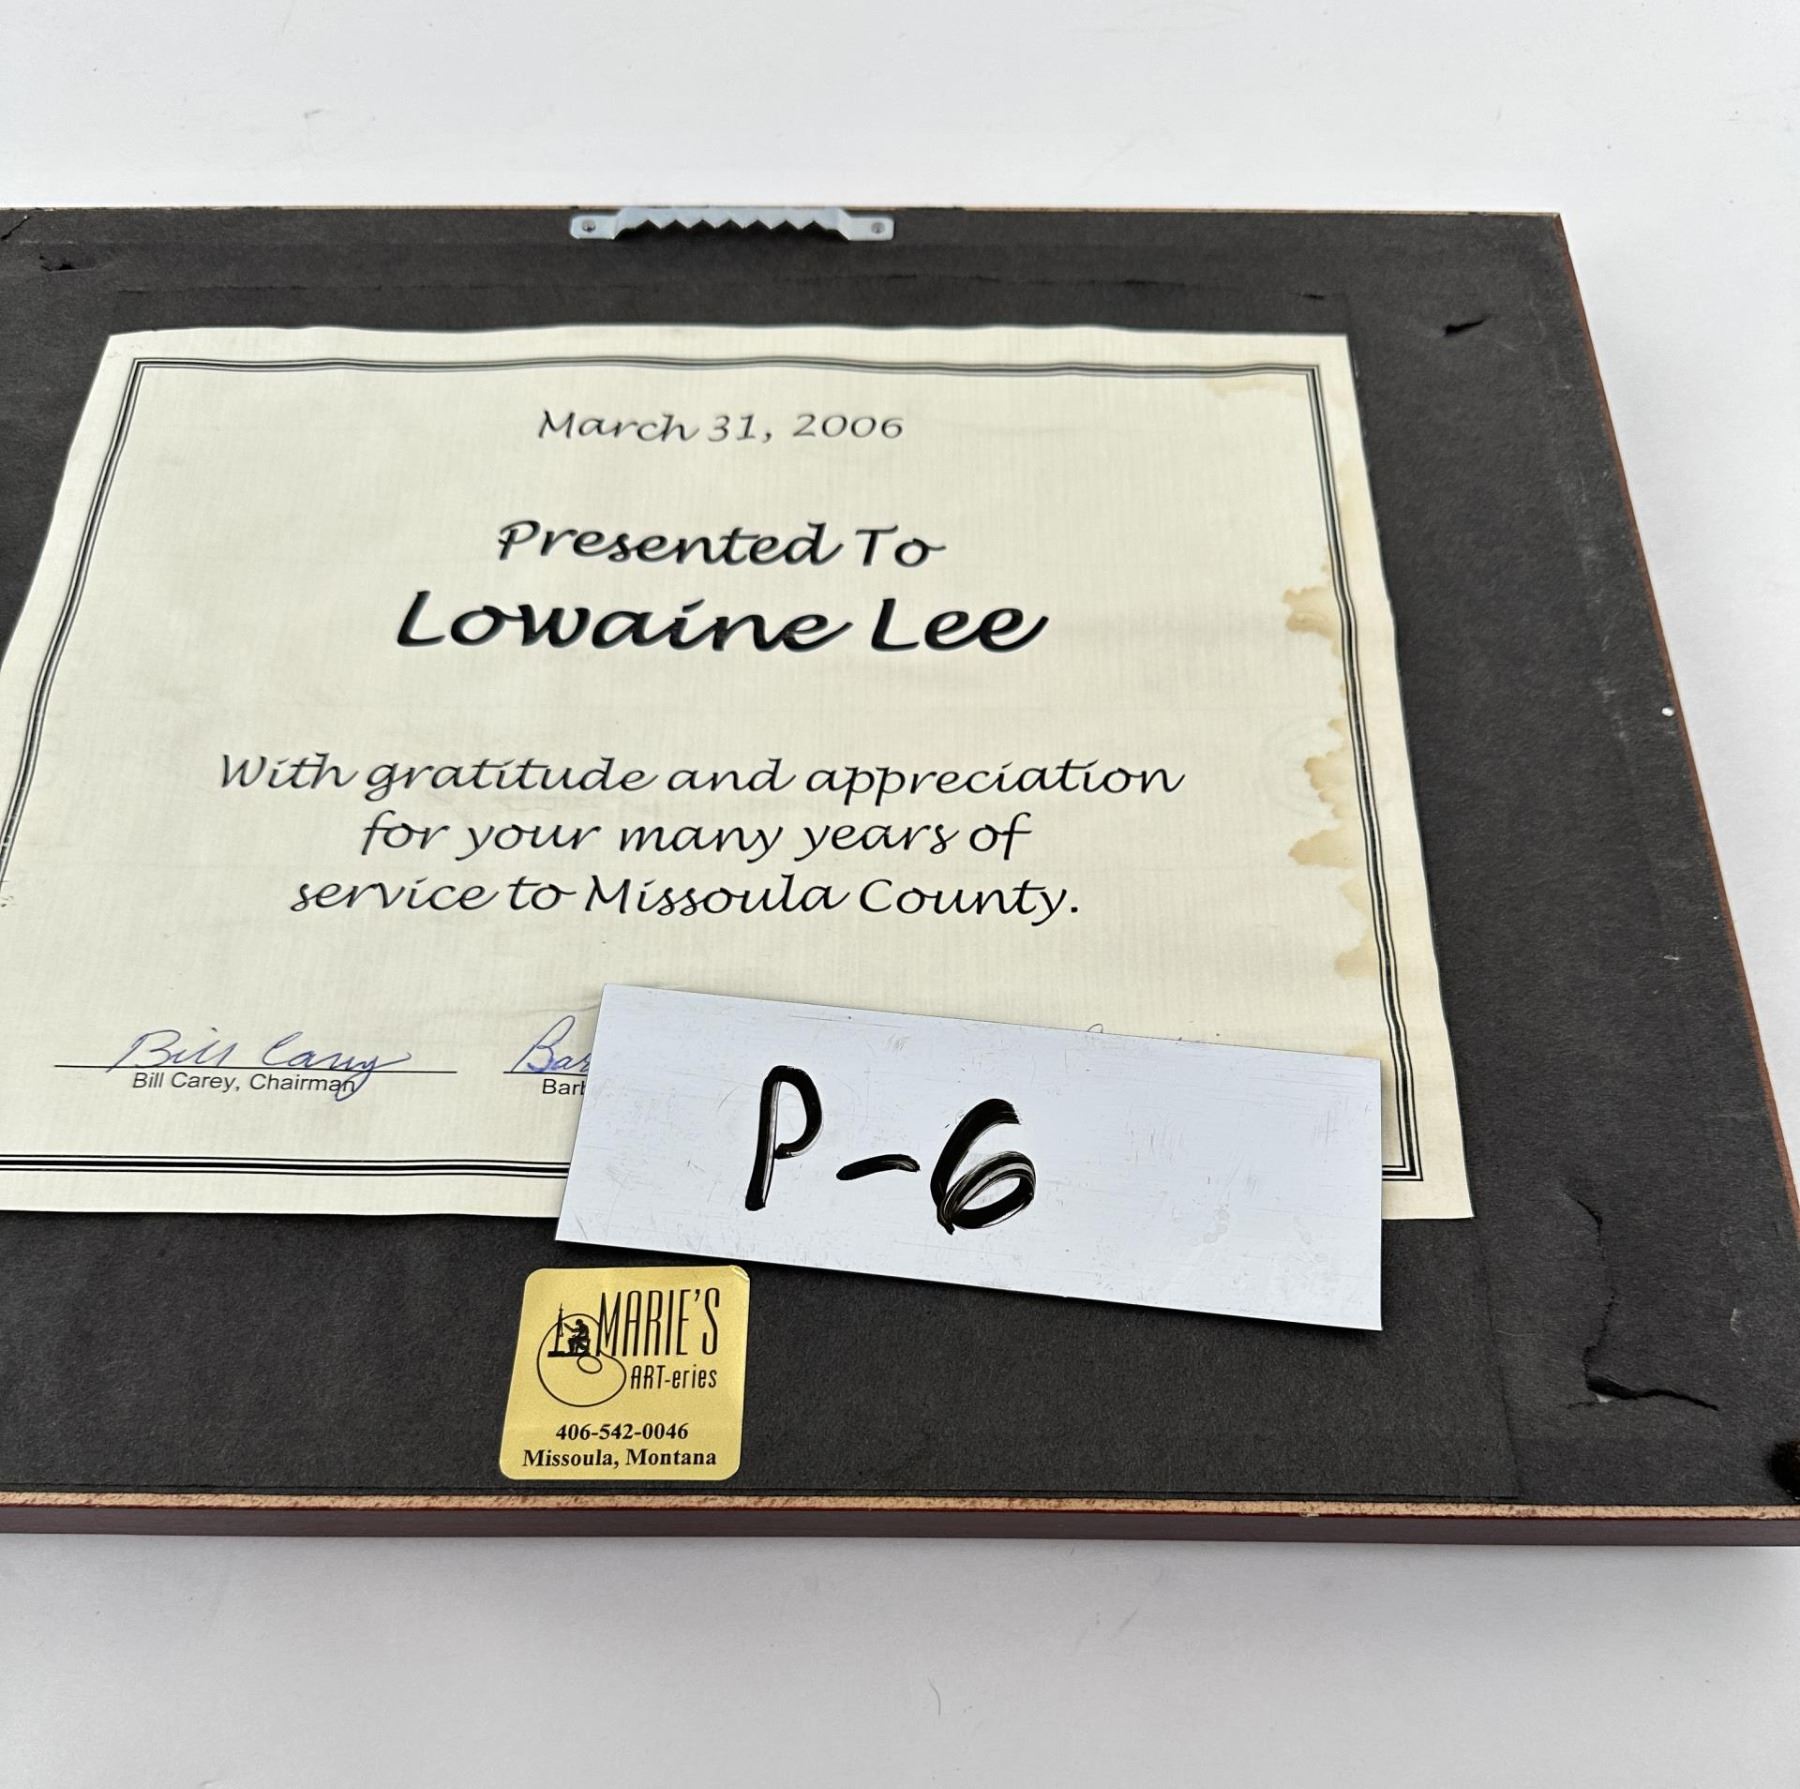 March 31, 2006
Presented To
Lowaine Lee
With gratitude and appreciation
for your many years of
service to Missoula County.
Bill Carey
Bill Carey, Chairman
P-6
MARIE'S
ART-eries
406-542-0046
Missoula, Montana